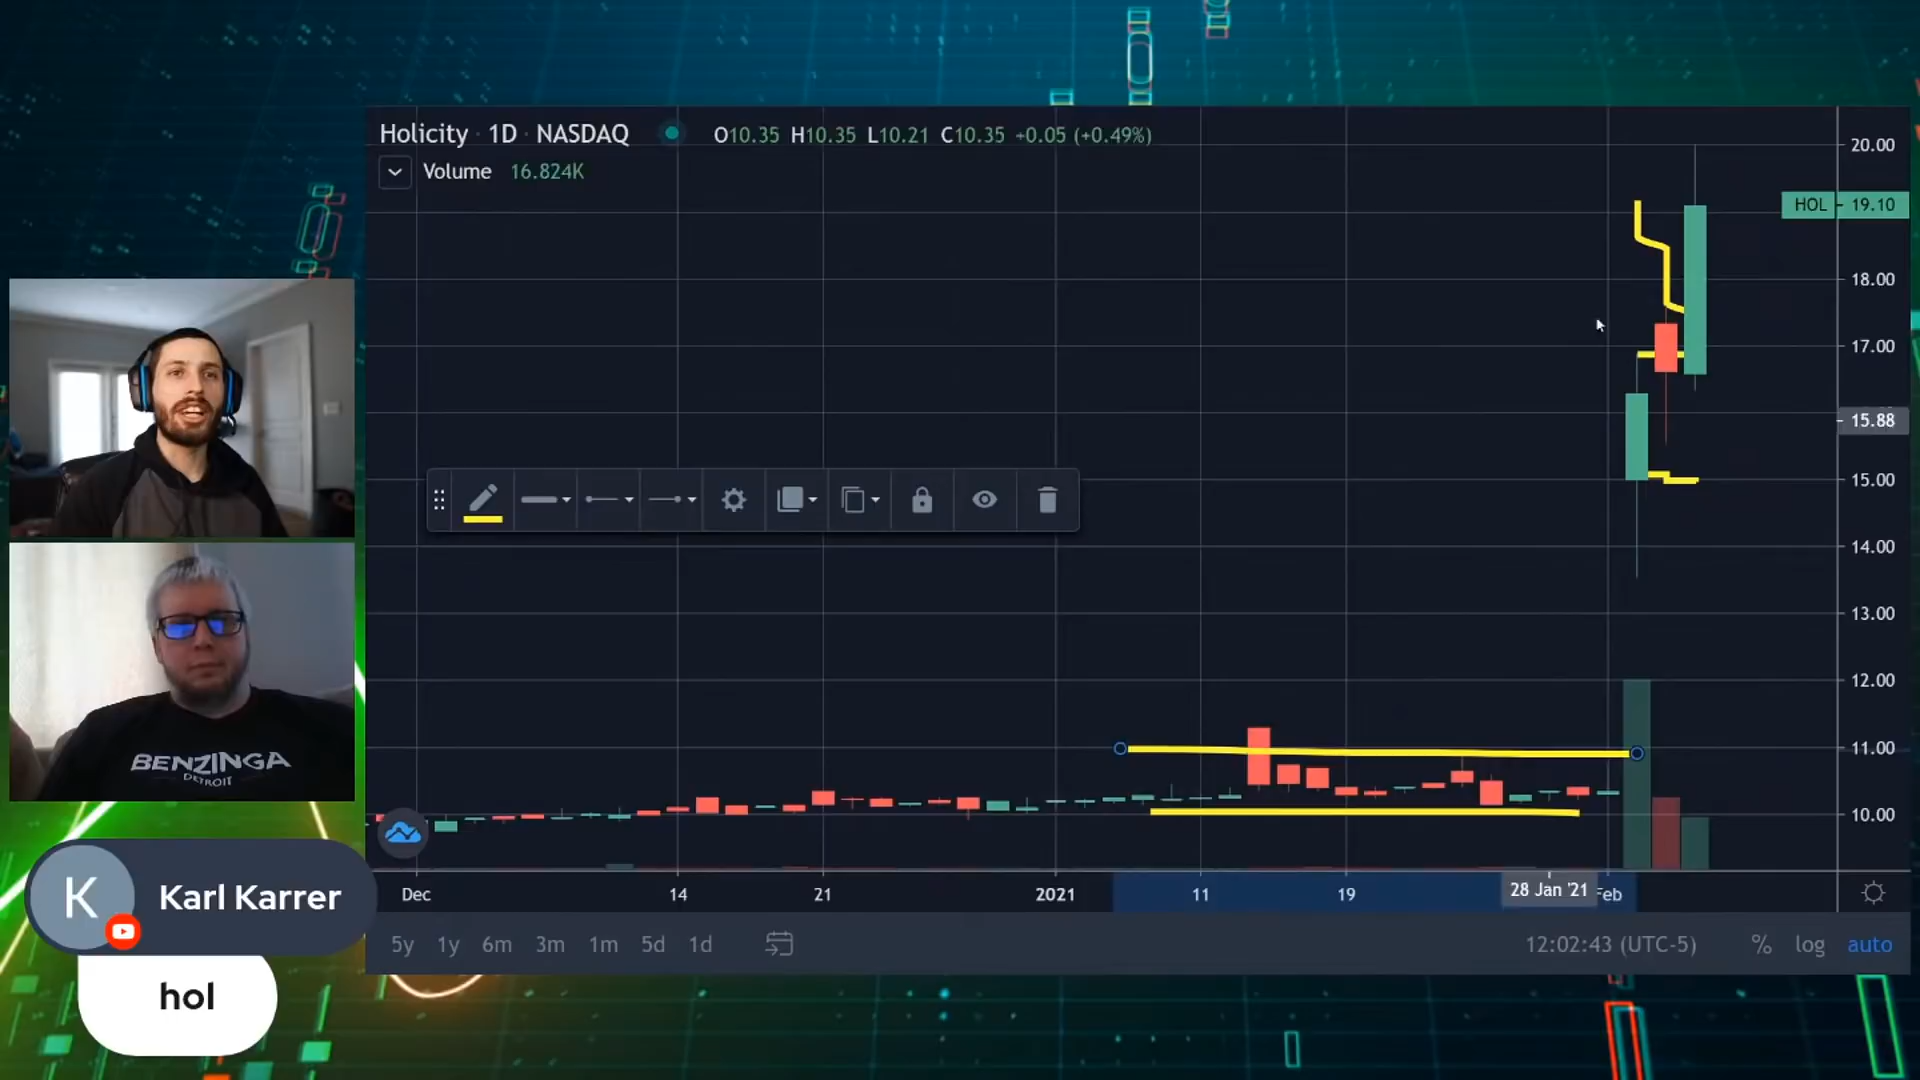 Holicity · 1D · NASDAQ O10.35 H10.35 L10.21 C10.35 +0.05 (+0.49%)
Volume 16.824K
20.00
HOL 19.10
18.00
17.00
15.88
15.00
14.00
13.00
12.00
11.00
10.00
BENZINGA
DETROIT
Dec 14 21 2021 11 19 28 Jan '21 Feb
5y 1y 6m 3m 1m 5d 1d 12:02:43 (UTC-5) % log auto
K Karl Karrer
hol